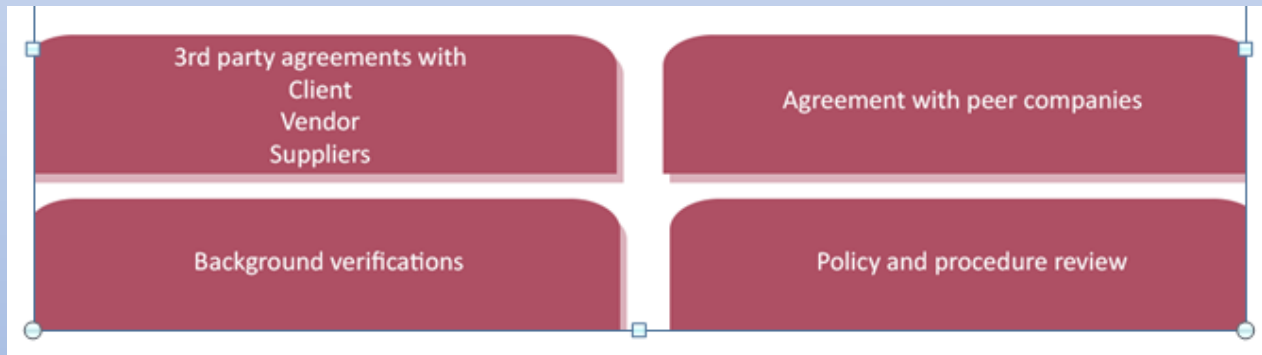 3rd party agreements with
Client
Vendor
Suppliers
Agreement with peer companies
Background verifications
Policy and procedure review